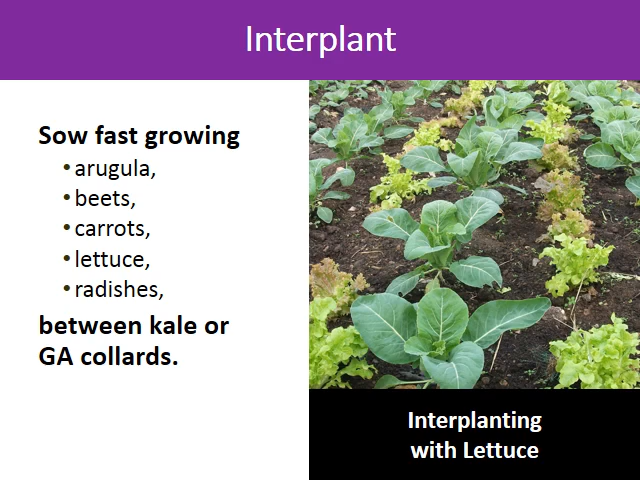 Interplant
Sow fast growing
• arugula,
• beets,
• carrots,
• lettuce,
• radishes,
between kale or
GA collards.
Interplanting
with Lettuce